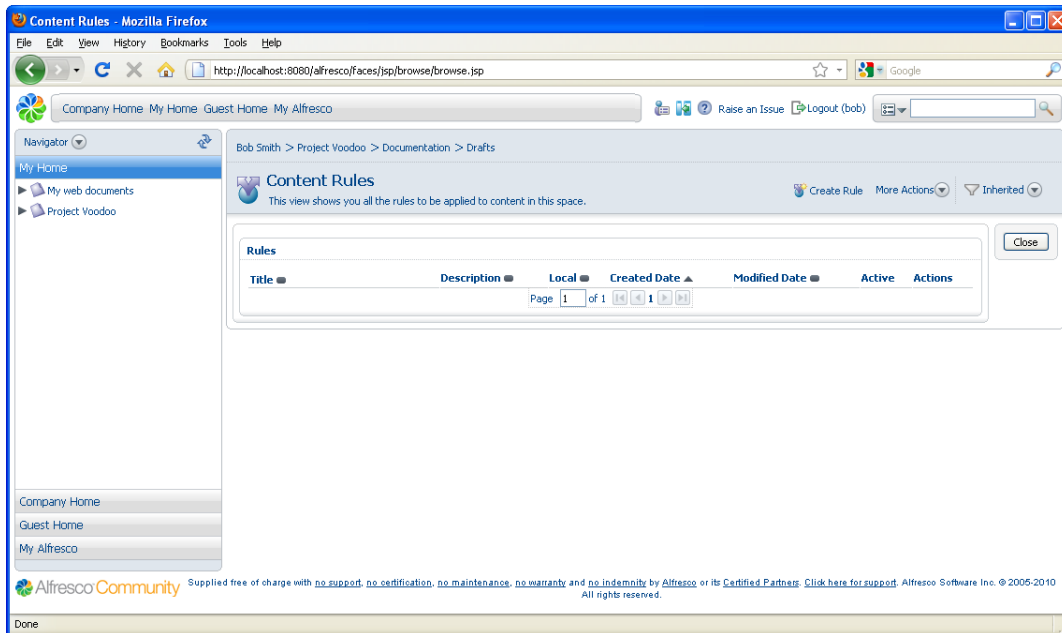 Content Rules - Mozilla Firefox
File Edit View History Bookmarks Tools Help
http://localhost:8080/alfresco/faces/jsp/browse/browse.jsp
Google
Company Home My Home Guest Home My Alfresco
Raise an Issue Logout (bob)
Navigator
My Home
My web documents
Project Voodoo
Bob Smith > Project Voodoo > Documentation > Drafts
Content Rules
This view shows you all the rules to be applied to content in this space.
Create Rule More Actions Inherited
Close
Rules
Title Description Local Created Date Modified Date Active Actions
Page 1 of 1 1
Company Home
Guest Home
My Alfresco
Alfresco Community
Supplied free of charge with no support, no certification, no maintenance, no warranty and no indemnity by Alfresco or its Certified Partners. Click here for support. Alfresco Software Inc. © 2005-2010
All rights reserved.
Done